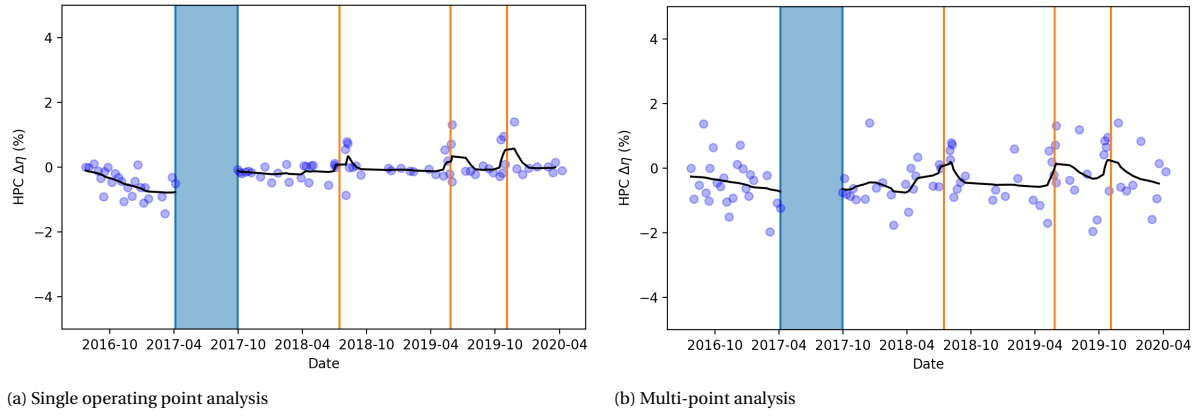 4
2
0
−2
−4
HPC Δη (%)
2016-10 2017-04 2017-10 2018-04 2018-10 2019-04 2019-10 2020-04
Date
(a) Single operating point analysis
4
2
0
−2
−4
HPC Δη (%)
2016-10 2017-04 2017-10 2018-04 2018-10 2019-04 2019-10 2020-04
Date
(b) Multi-point analysis